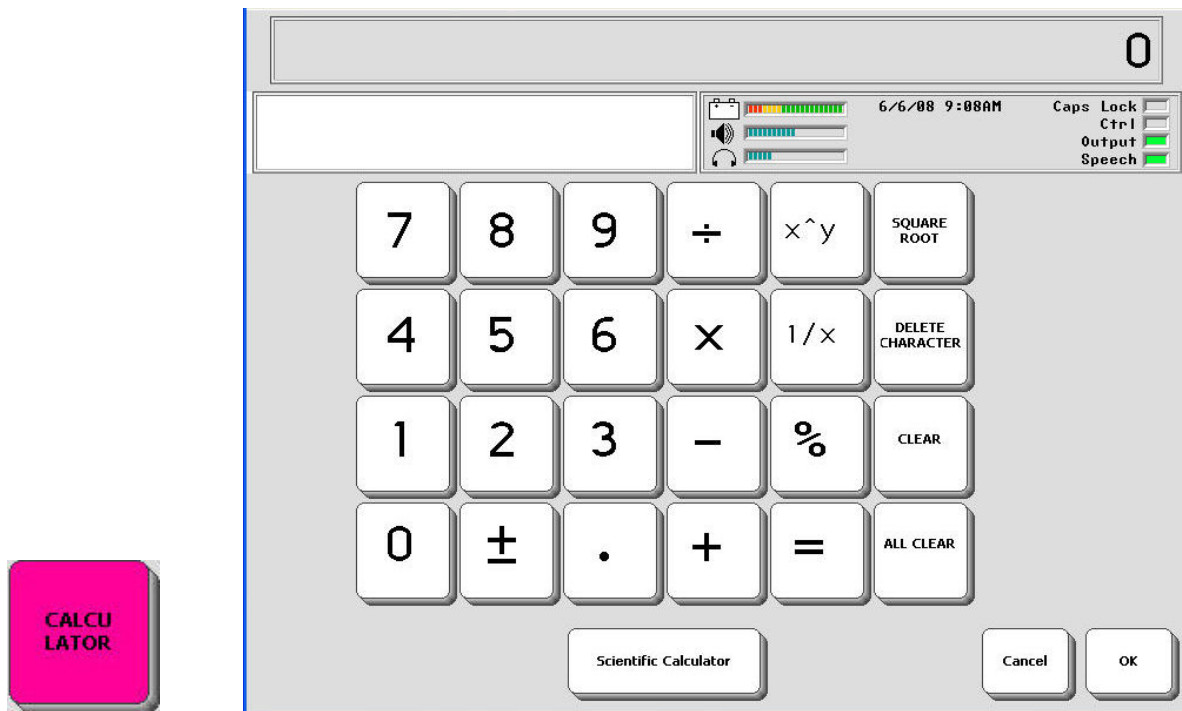 0
6/6/08 9:08AM
Caps Lock
Ctrl
Output
Speech
7 8 9 ÷ x^y SQUARE
ROOT
4 5 6 × 1/x DELETE
CHARACTER
1 2 3 − % CLEAR
0 ± . + = ALL CLEAR
CALCU
LATOR
Scientific Calculator Cancel OK